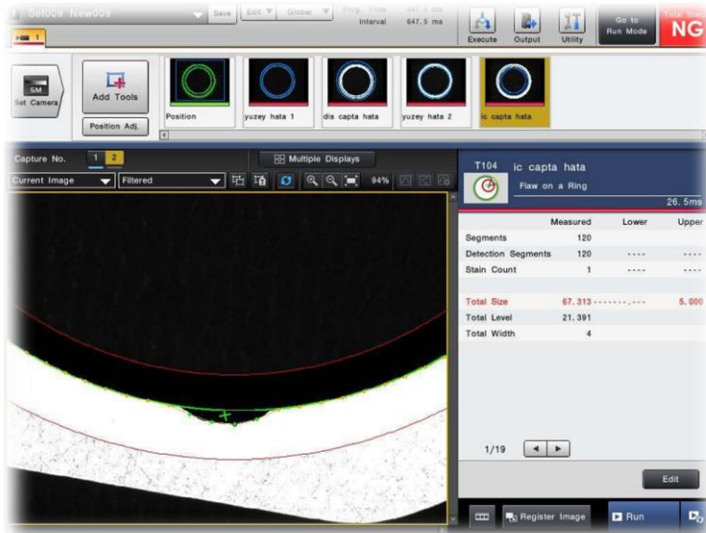 Set009 New009
Save
Edit
Global
Interval 647.5 ms
Execute
Output
Utility
Go to
Run Mode
NG
1
5M
Set Camera
Add Tools
Position Adj.
Position
yuzey hata 1
dis capta hata
yuzey hata 2
ic capta hata
Capture No. 1 2
Multiple Displays
Current Image
Filtered
94%
T104 ic capta hata
Flaw on a Ring
26.5ms
Measured Lower Upper
Segments 120
Detection Segments 120 ---- ----
Stain Count 1 ---- ----
Total Size 67.313 -------.--- 5.000
Total Level 21.391
Total Width 4
1/19
Edit
Register Image
Run